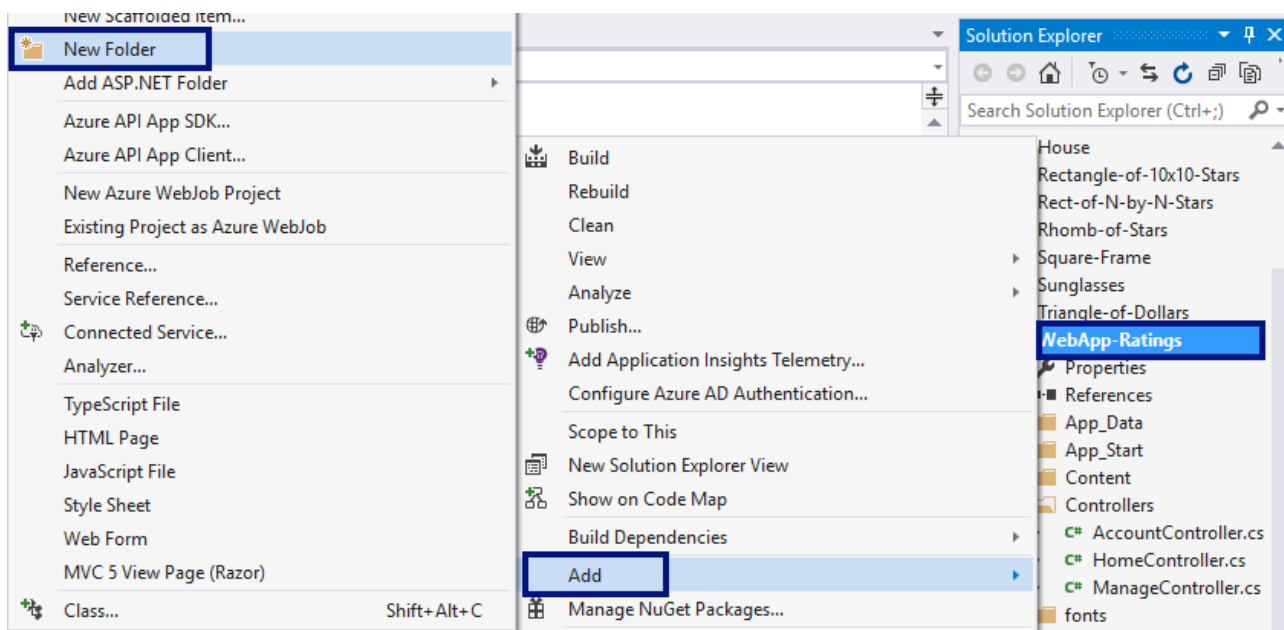 New Scaffolded Item...
New Folder
Add ASP.NET Folder
Azure API App SDK...
Azure API App Client...
New Azure WebJob Project
Existing Project as Azure WebJob
Reference...
Service Reference...
Connected Service...
Analyzer...
TypeScript File
HTML Page
JavaScript File
Style Sheet
Web Form
MVC 5 View Page (Razor)
Class... Shift+Alt+C
Build
Rebuild
Clean
View
Analyze
Publish...
Add Application Insights Telemetry...
Configure Azure AD Authentication...
Scope to This
New Solution Explorer View
Show on Code Map
Build Dependencies
Add
Manage NuGet Packages...
Solution Explorer
Search Solution Explorer (Ctrl+;)
House
Rectangle-of-10x10-Stars
Rect-of-N-by-N-Stars
Rhomb-of-Stars
Square-Frame
Sunglasses
Triangle-of-Dollars
WebApp-Ratings
Properties
References
App_Data
App_Start
Content
Controllers
C# AccountController.cs
C# HomeController.cs
C# ManageController.cs
fonts